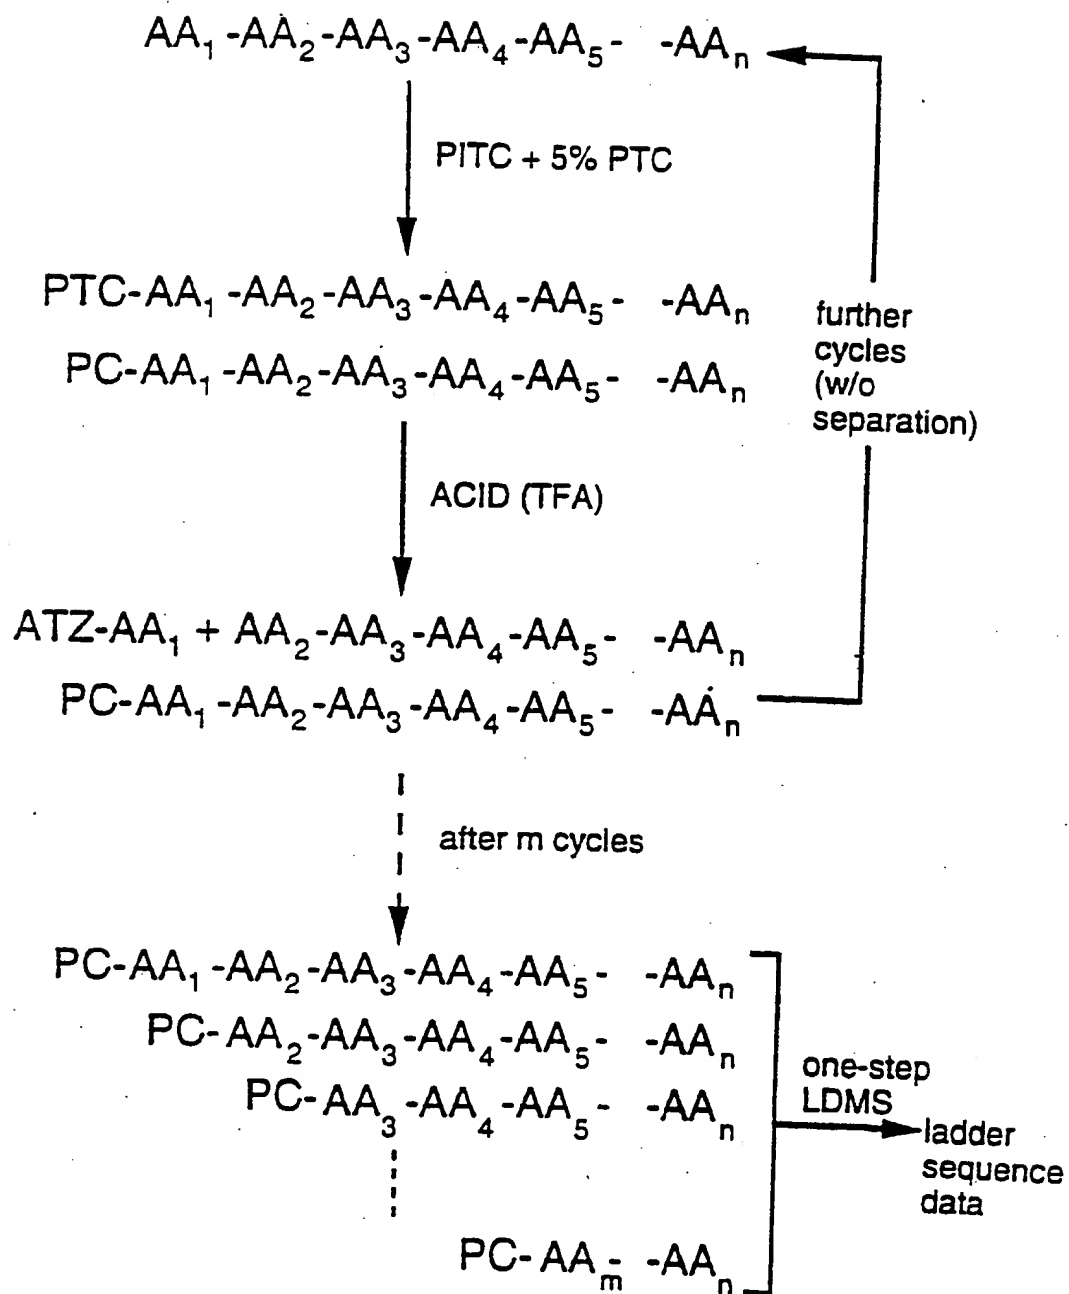 AA₁ -AA₂-AA₃-AA₄-AA₅- -AAₙ
PITC + 5% PTC
PTC-AA₁ -AA₂-AA₃-AA₄-AA₅- -AAₙ
PC-AA₁ -AA₂-AA₃-AA₄-AA₅- -AAₙ
further
cycles
(w/o
separation)
ACID (TFA)
ATZ-AA₁ + AA₂-AA₃-AA₄-AA₅- -AAₙ
PC-AA₁ -AA₂-AA₃-AA₄-AA₅- -AAₙ
after m cycles
PC-AA₁ -AA₂-AA₃-AA₄-AA₅- -AAₙ
PC- AA₂-AA₃-AA₄-AA₅- -AAₙ
PC- AA₃ -AA₄ -AA₅- -AAₙ
PC- AAₘ- -AAₙ
one-step
LDMS
ladder
sequence
data